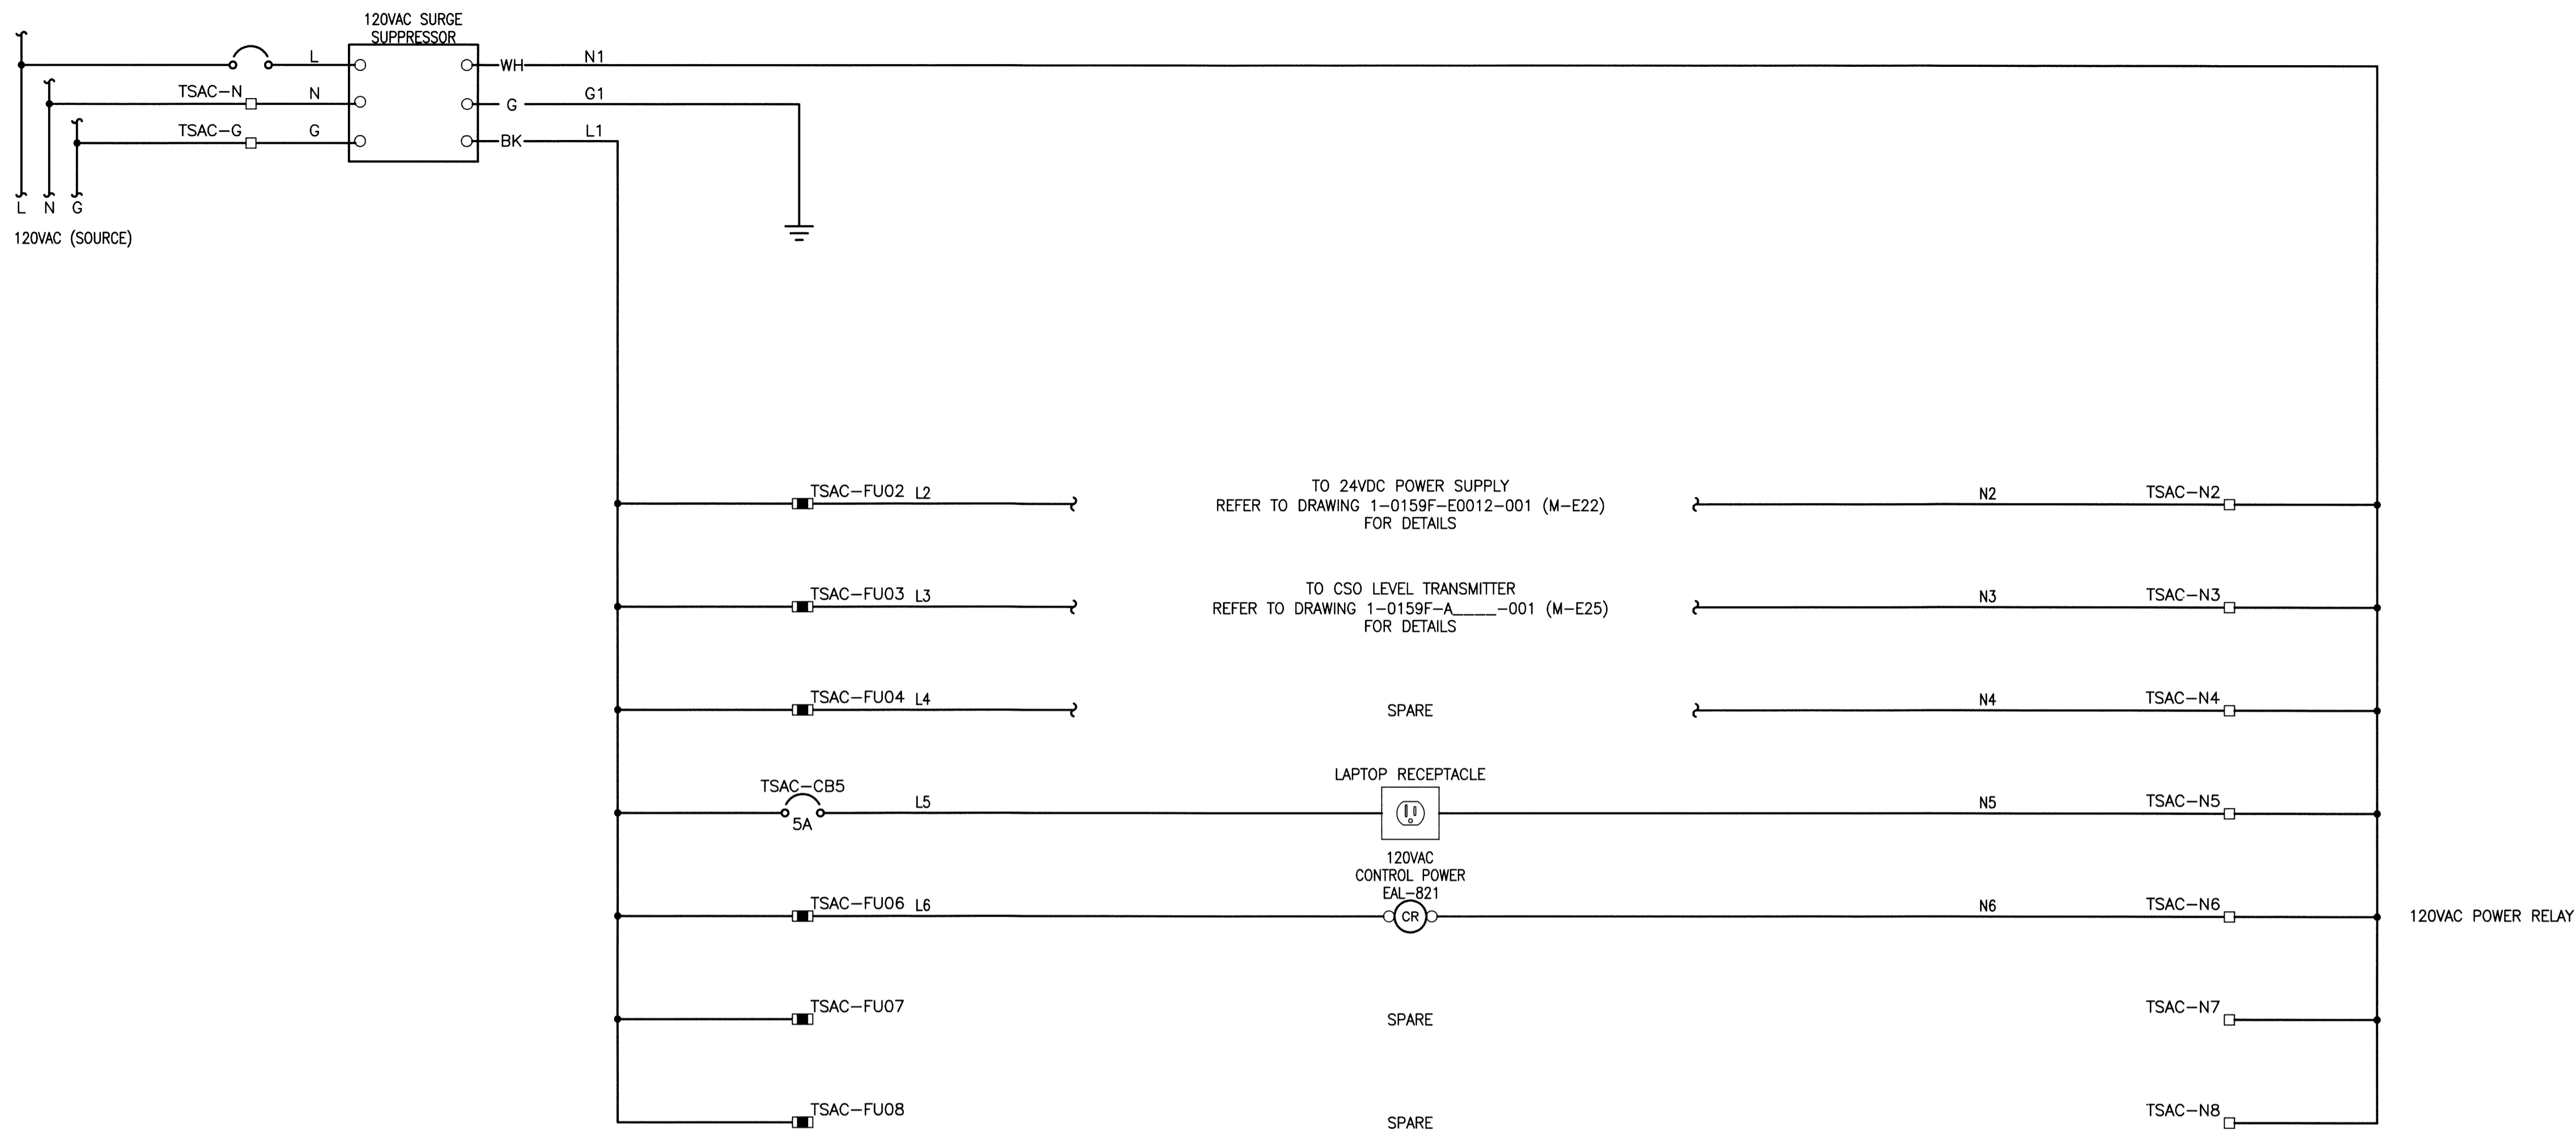 120VAC SURGE
SUPPRESSOR
L
WH
N1
TSAC-N
N
G
G1
TSAC-G
G
BK
L1
L N G
120VAC (SOURCE)
TSAC-FU02 L2
TO 24VDC POWER SUPPLY
REFER TO DRAWING 1-0159F-E0012-001 (M-E22)
FOR DETAILS
N2
TSAC-N2
TSAC-FU03 L3
TO CSO LEVEL TRANSMITTER
REFER TO DRAWING 1-0159F-A____-001 (M-E25)
FOR DETAILS
N3
TSAC-N3
TSAC-FU04 L4
SPARE
N4
TSAC-N4
TSAC-CB5
5A
L5
LAPTOP RECEPTACLE
N5
TSAC-N5
120VAC
CONTROL POWER
EAL-821
TSAC-FU06 L6
CR
N6
TSAC-N6
120VAC POWER RELAY
TSAC-FU07
SPARE
TSAC-N7
TSAC-FU08
SPARE
TSAC-N8